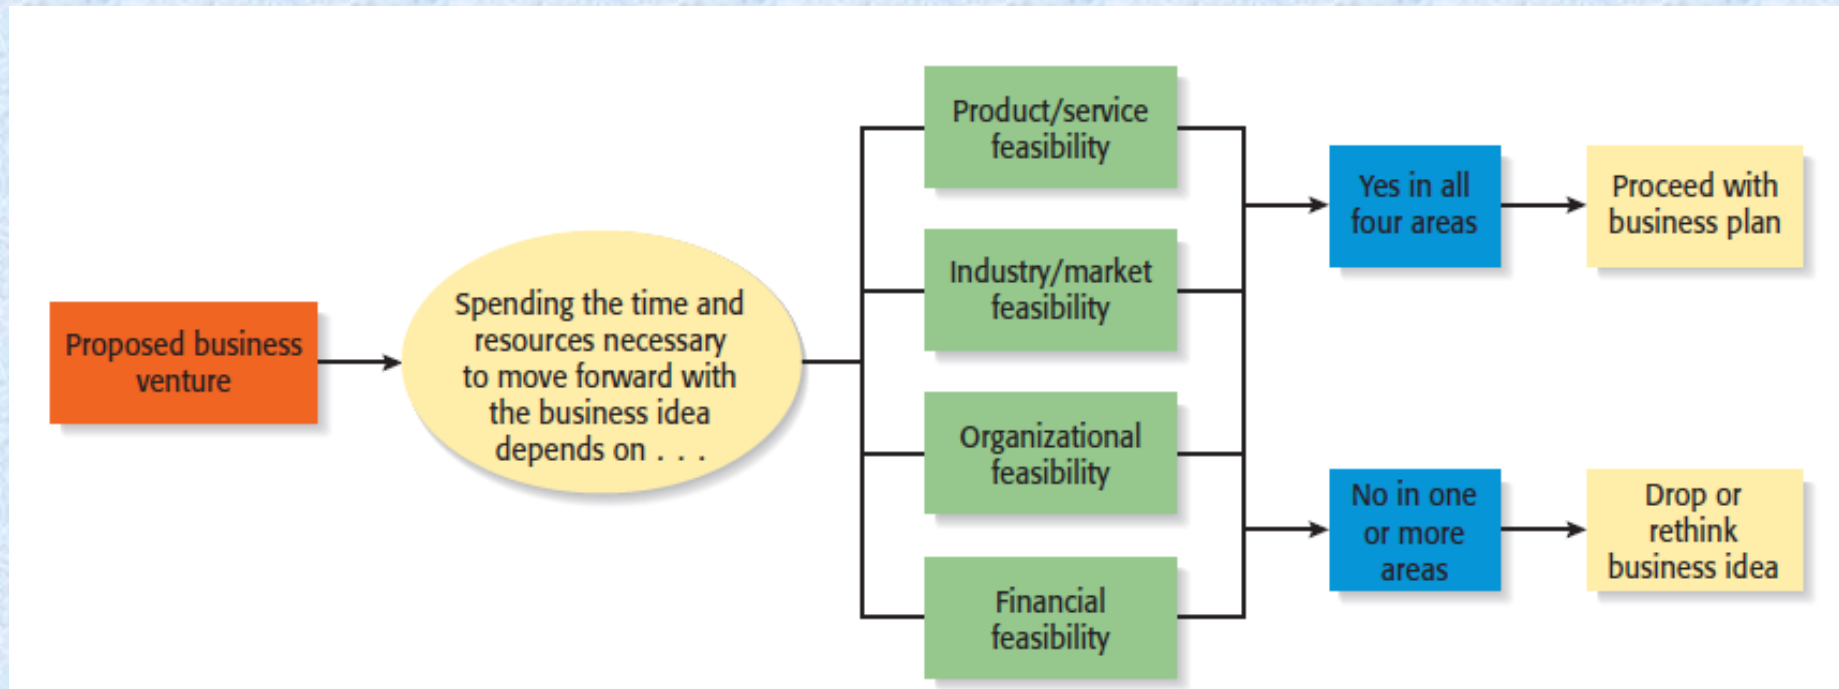 Proposed business
venture
Spending the time and
resources necessary
to move forward with
the business idea
depends on . . .
Product/service
feasibility
Industry/market
feasibility
Organizational
feasibility
Financial
feasibility
Yes in all
four areas
Proceed with
business plan
No in one
or more
areas
Drop or
rethink
business idea